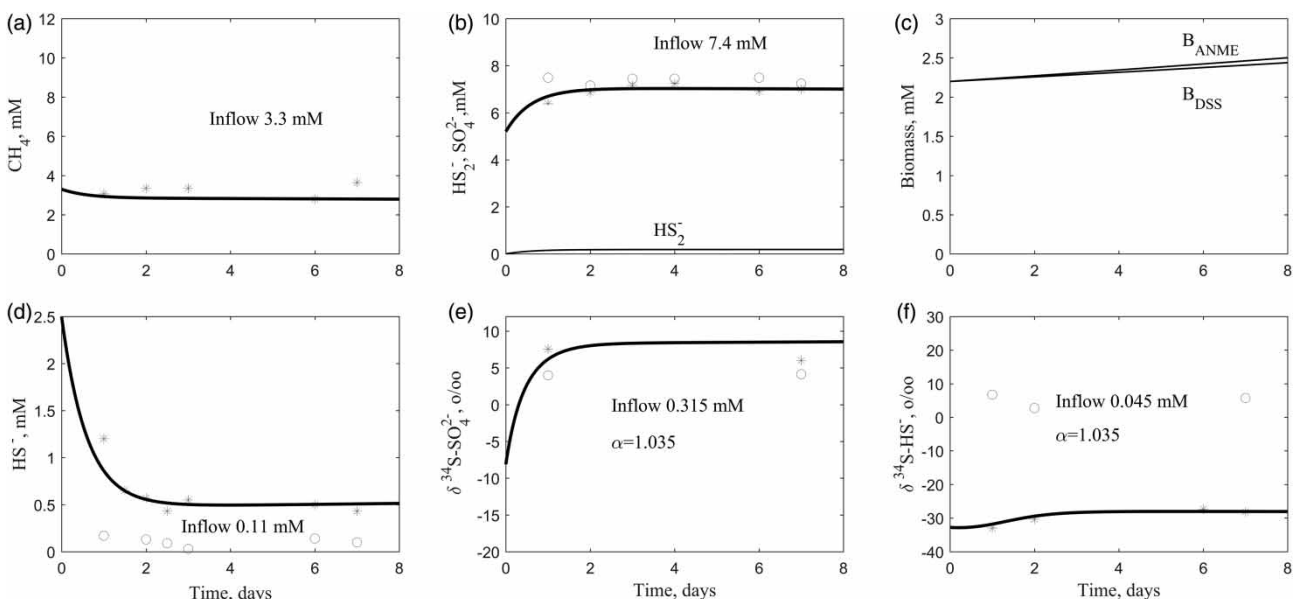 (a)
12
10
8
6
4
2
0
CH4, mM
Inflow 3.3 mM
0 2 4 6 8
(b)
10
8
6
4
2
0
HS2-, SO42-,mM
Inflow 7.4 mM
HS2-
0 2 4 6 8
(c)
3
2.5
2
1.5
1
0.5
0
Biomass, mM
BANME
BDSS
0 2 4 6 8
(d)
2.5
2
1.5
1
0.5
0
HS-, mM
Inflow 0.11 mM
0 2 4 6 8
Time, days
(e)
10
5
0
-5
-10
-15
-20
δ 34S-SO42-, o/oo
Inflow 0.315 mM
α=1.035
0 2 4 6 8
Time, days
(f)
30
20
10
0
-10
-20
-30
-40
δ 34S-HS-, o/oo
Inflow 0.045 mM
α=1.035
0 2 4 6 8
Time, days